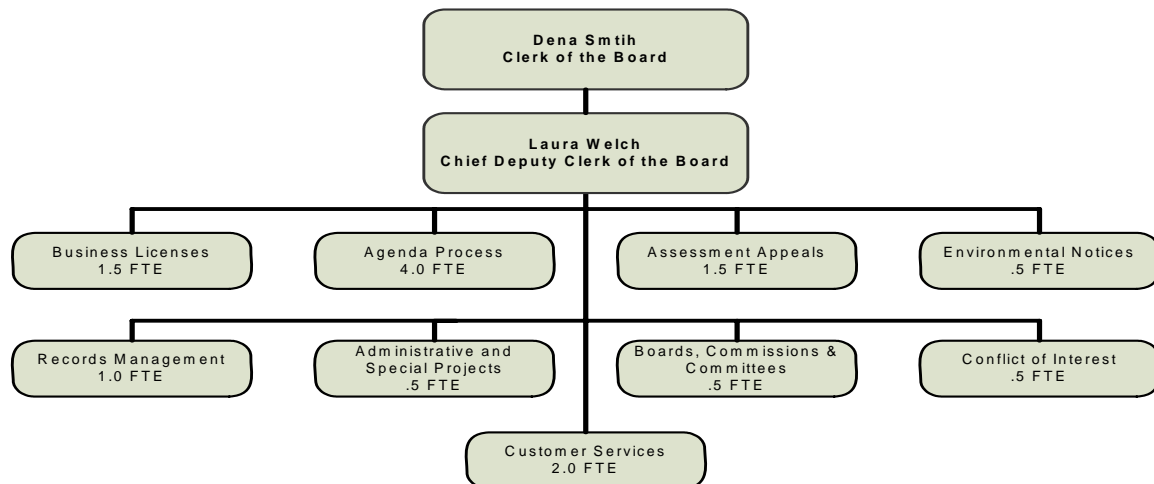 Dena Smtih
Clerk of the Board
Laura Welch
Chief Deputy Clerk of the Board
Business Licenses
1.5 FTE
Agenda Process
4.0 FTE
Assessment Appeals
1.5 FTE
Environmental Notices
.5 FTE
Records Management
1.0 FTE
Administrative and
Special Projects
.5 FTE
Boards, Commissions &
Committees
.5 FTE
Conflict of Interest
.5 FTE
Customer Services
2.0 FTE